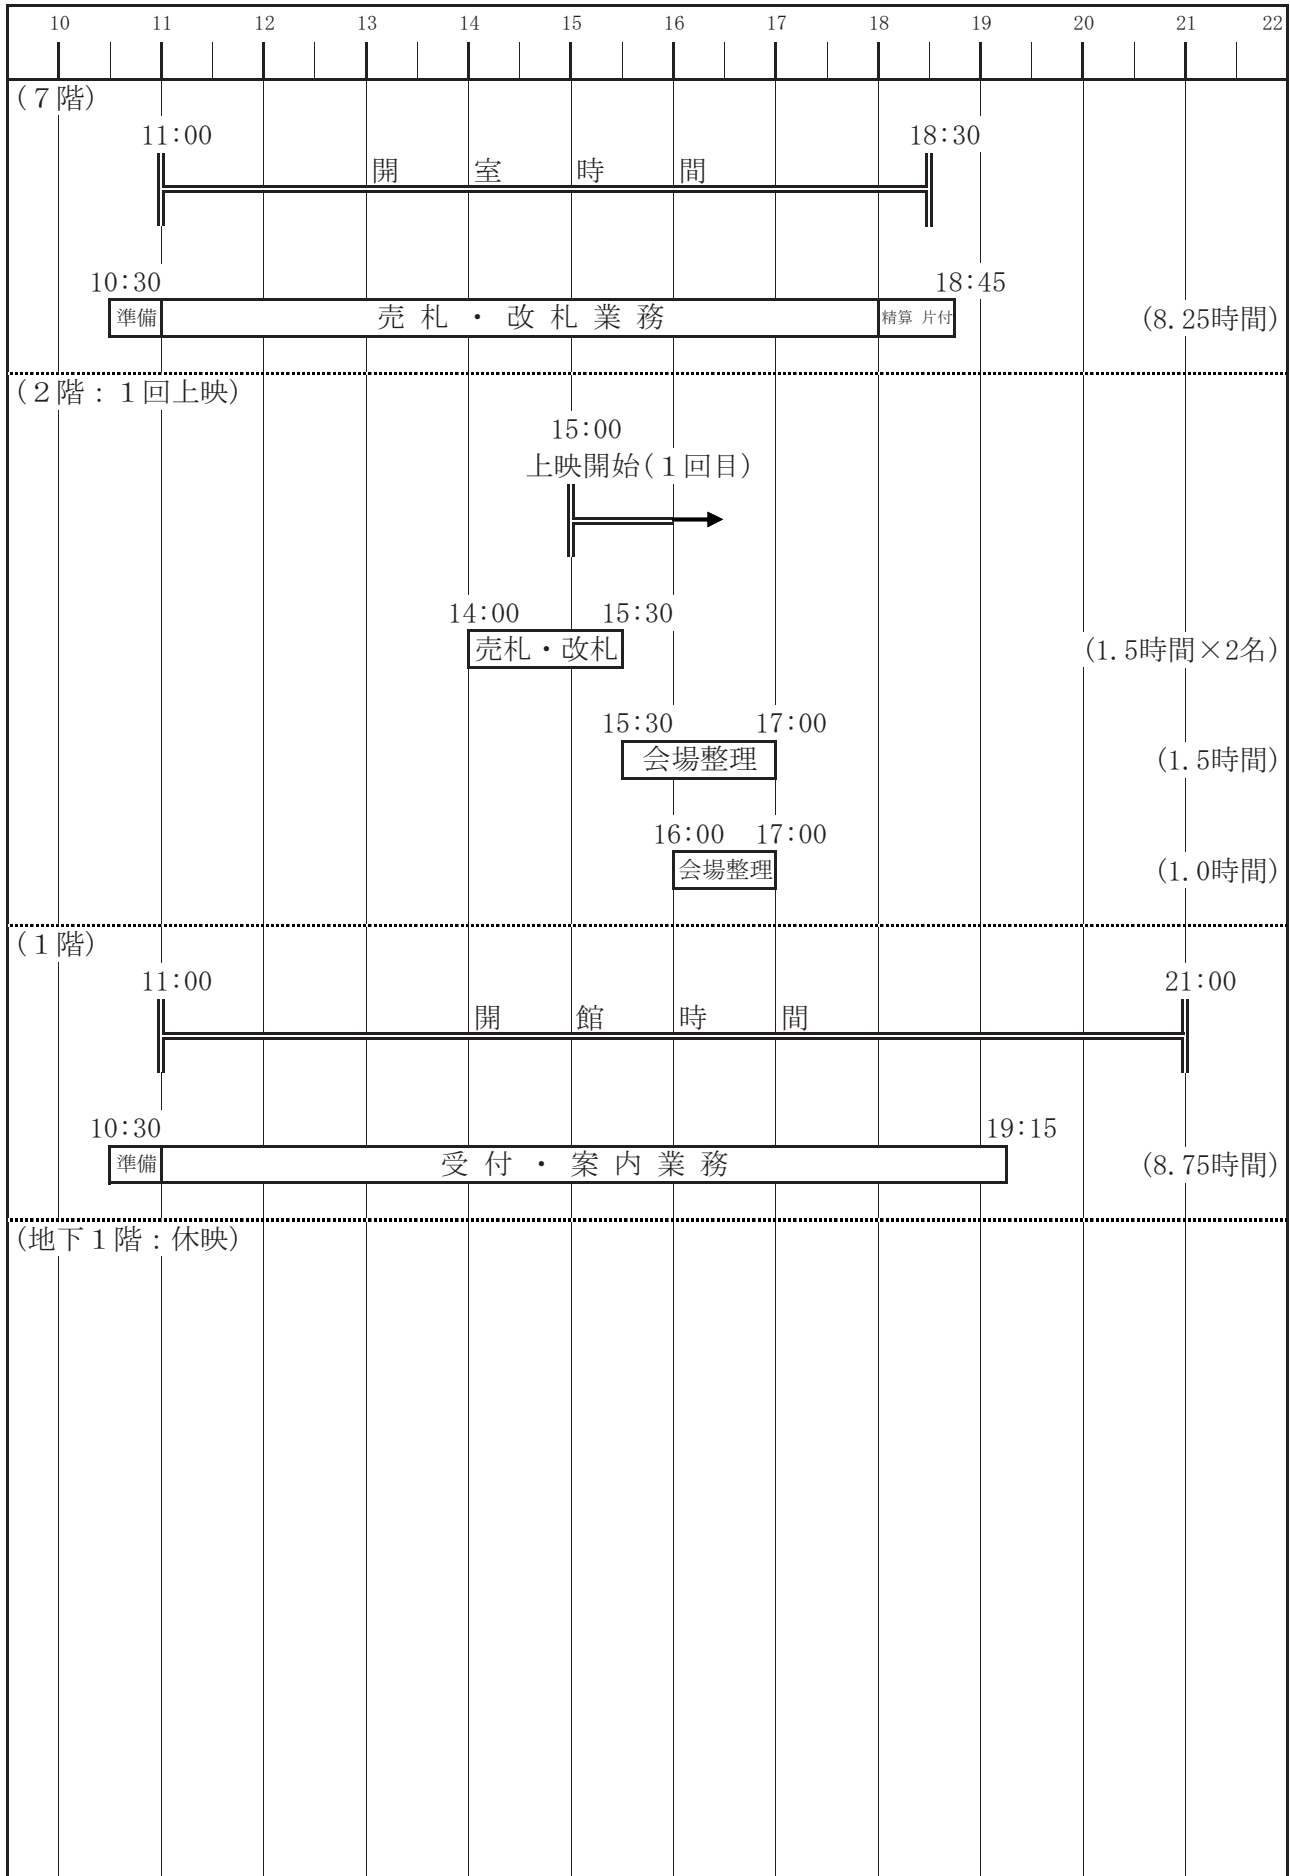 10 11 12 13 14 15 16 17 18 19 20 21 22
(７階)
11:00 18:30
開室時間
10:30 18:45
準備 売札・改札業務 精算 片付 (8.25時間)
(２階：１回上映)
15:00
上映開始(１回目)
14:00 15:30
売札・改札 (1.5時間×2名)
15:30 17:00
会場整理 (1.5時間)
16:00 17:00
会場整理 (1.0時間)
(１階)
11:00 21:00
開館時間
10:30 19:15
準備 受付・案内業務 (8.75時間)
(地下１階：休映)